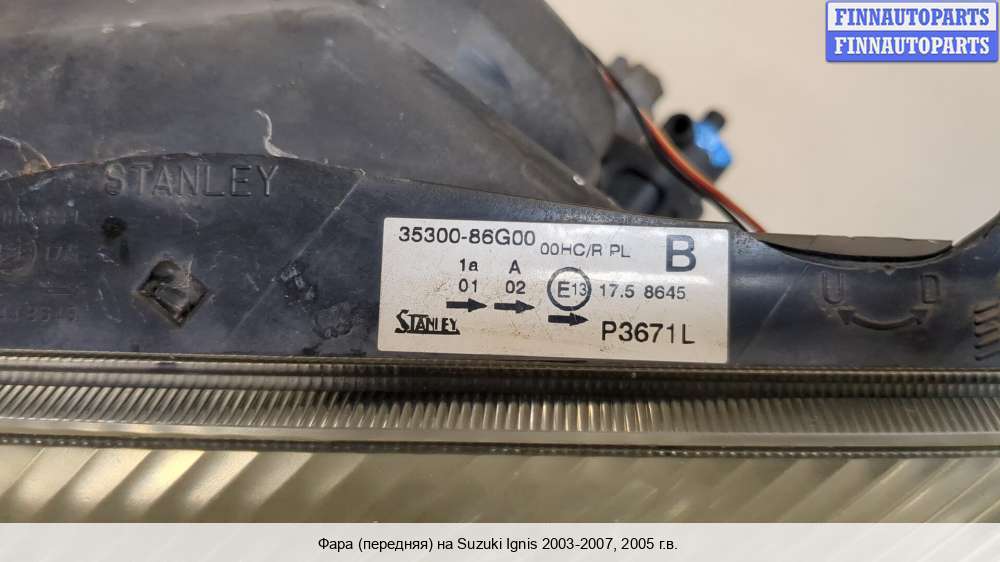 FINNAUTOPARTS
FINNAUTOPARTS
STANLEY
35300-86G00 00HC/R PL B
1a A
01 02 E13 17.5 8645
STANLEY P3671L
R
U D
Фара (передняя) на Suzuki Ignis 2003-2007, 2005 г.в.